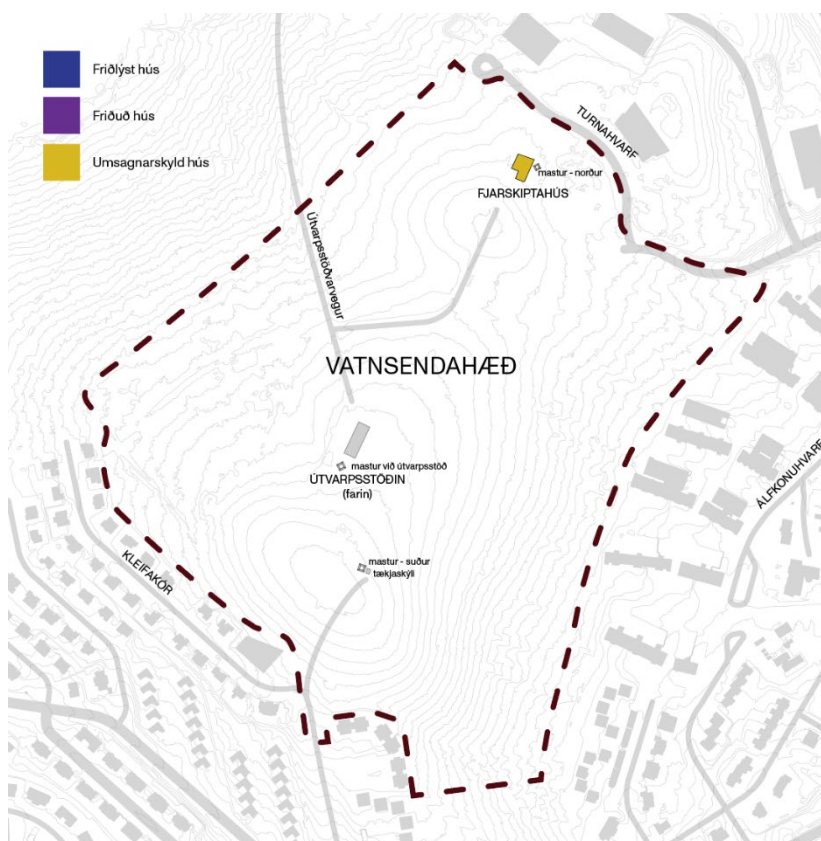 Friðlýst hús
Friðuð hús
Umsagnarskyld hús
TURNAHVARF
mastur - norður
FJARSKIPTAHÚS
Útvarpsstöðvarvegur
VATNSENDAHÆÐ
mastur við útvarpsstöð
ÚTVARPSSTÖÐIN
(farin)
ÁLFKONUHVARF
mastur - suður
tækjaskýli
KLEIFAKÓR